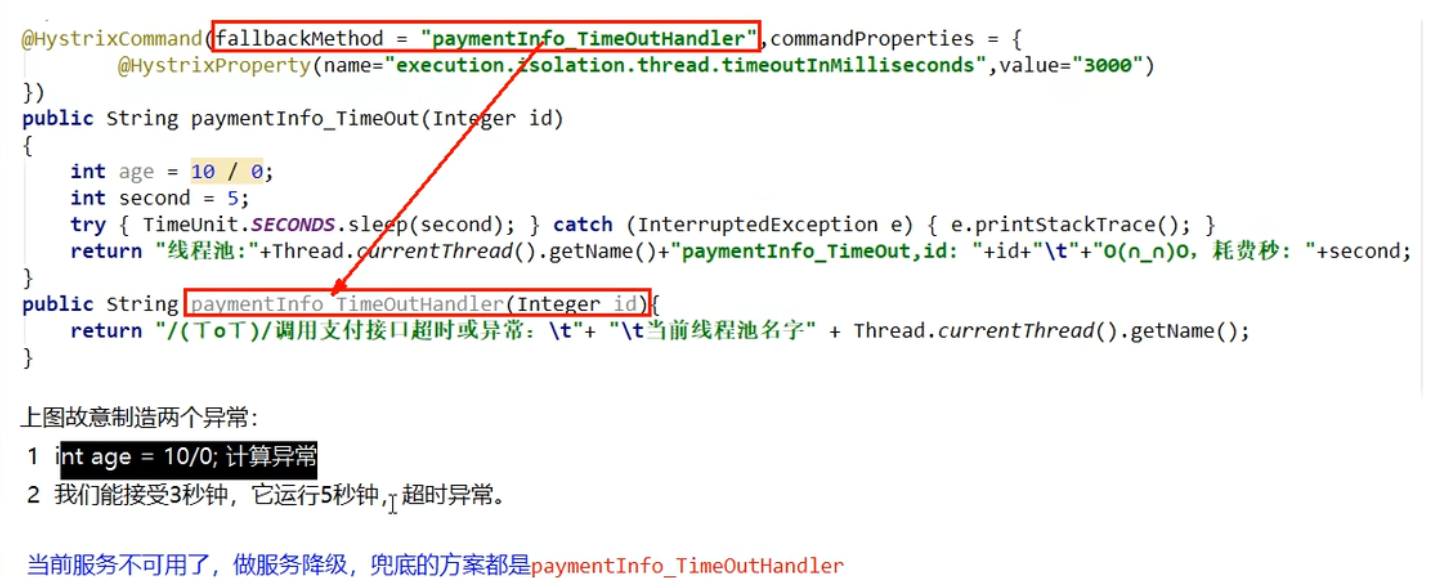 @HystrixCommand(fallbackMethod = "paymentInfo_TimeOutHandler",commandProperties = {
@HystrixProperty(name="execution.isolation.thread.timeoutInMilliseconds",value="3000")
})
public String paymentInfo_TimeOut(Integer id)
{
int age = 10 / 0;
int second = 5;
try { TimeUnit.SECONDS.sleep(second); } catch (InterruptedException e) { e.printStackTrace(); }
return "线程池:"+Thread.currentThread().getName()+"paymentInfo_TimeOut,id: "+id+"\t"+"O(∩_∩)O，耗费秒: "+second;
}
public String paymentInfo_TimeOutHandler(Integer id){
return "/(ㄒoㄒ)/调用支付接口超时或异常：\t"+ "\t当前线程池名字" + Thread.currentThread().getName();
}
上图故意制造两个异常：
1 int age = 10/0; 计算异常
2 我们能接受3秒钟，它运行5秒钟，超时异常。
当前服务不可用了，做服务降级，兜底的方案都是paymentInfo_TimeOutHandler